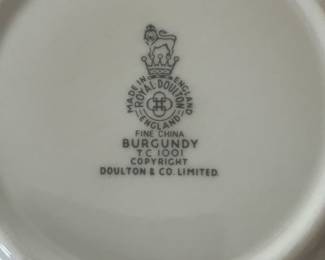 MADE IN ENGLAND
ROYAL DOULTON
ENGLAND
FINE CHINA
BURGUNDY
T.C. 1001
COPYRIGHT
DOULTON & CO. LIMITED.